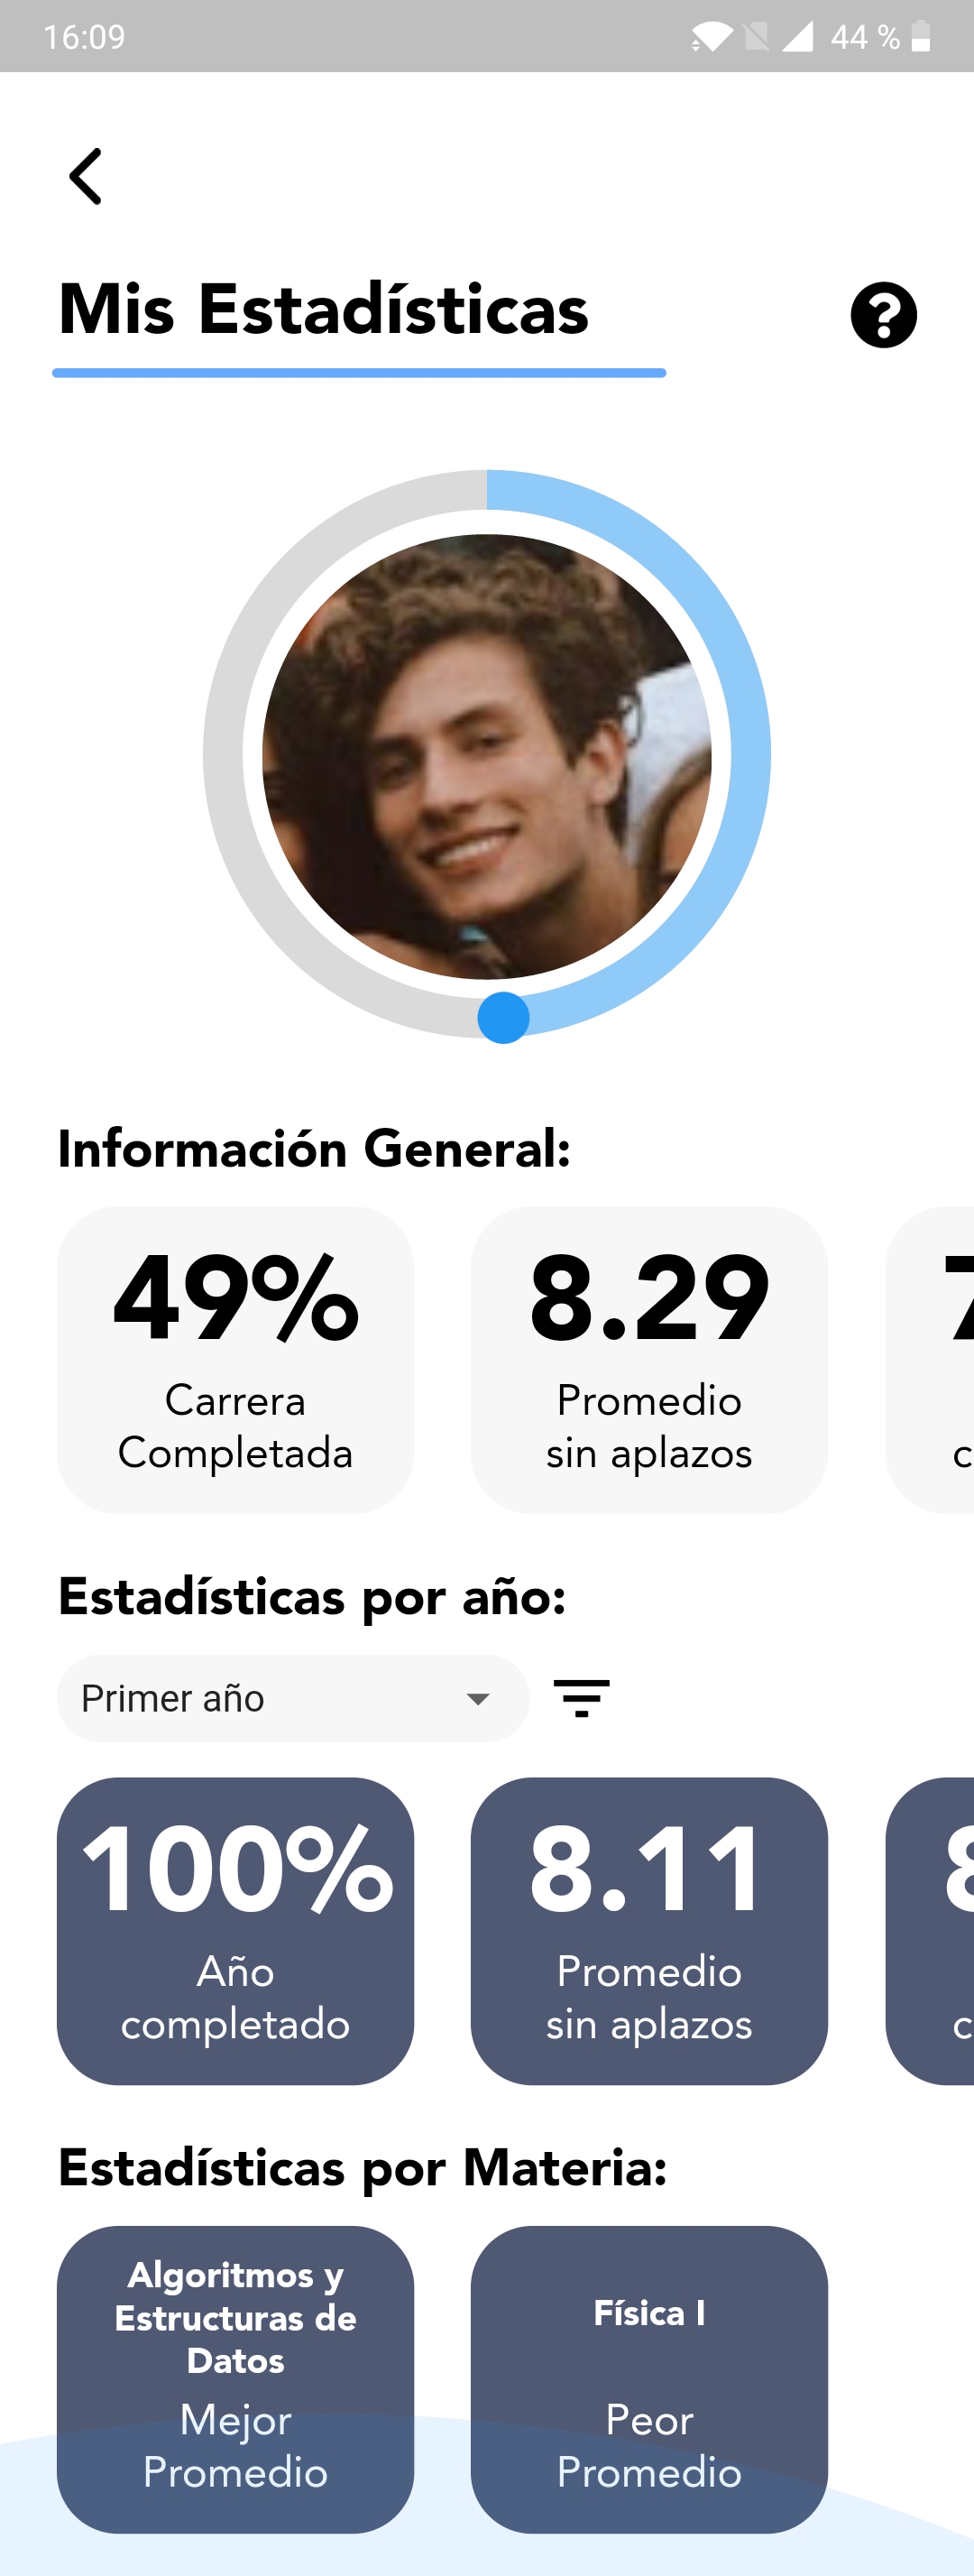 16:09
44 %
Mis Estadísticas
?
Información General:
49%
Carrera
Completada
8.29
Promedio
sin aplazos
Estadísticas por año:
Primer año
100%
Año
completado
8.11
Promedio
sin aplazos
Estadísticas por Materia:
Algoritmos y
Estructuras de
Datos
Mejor
Promedio
Física I
Peor
Promedio